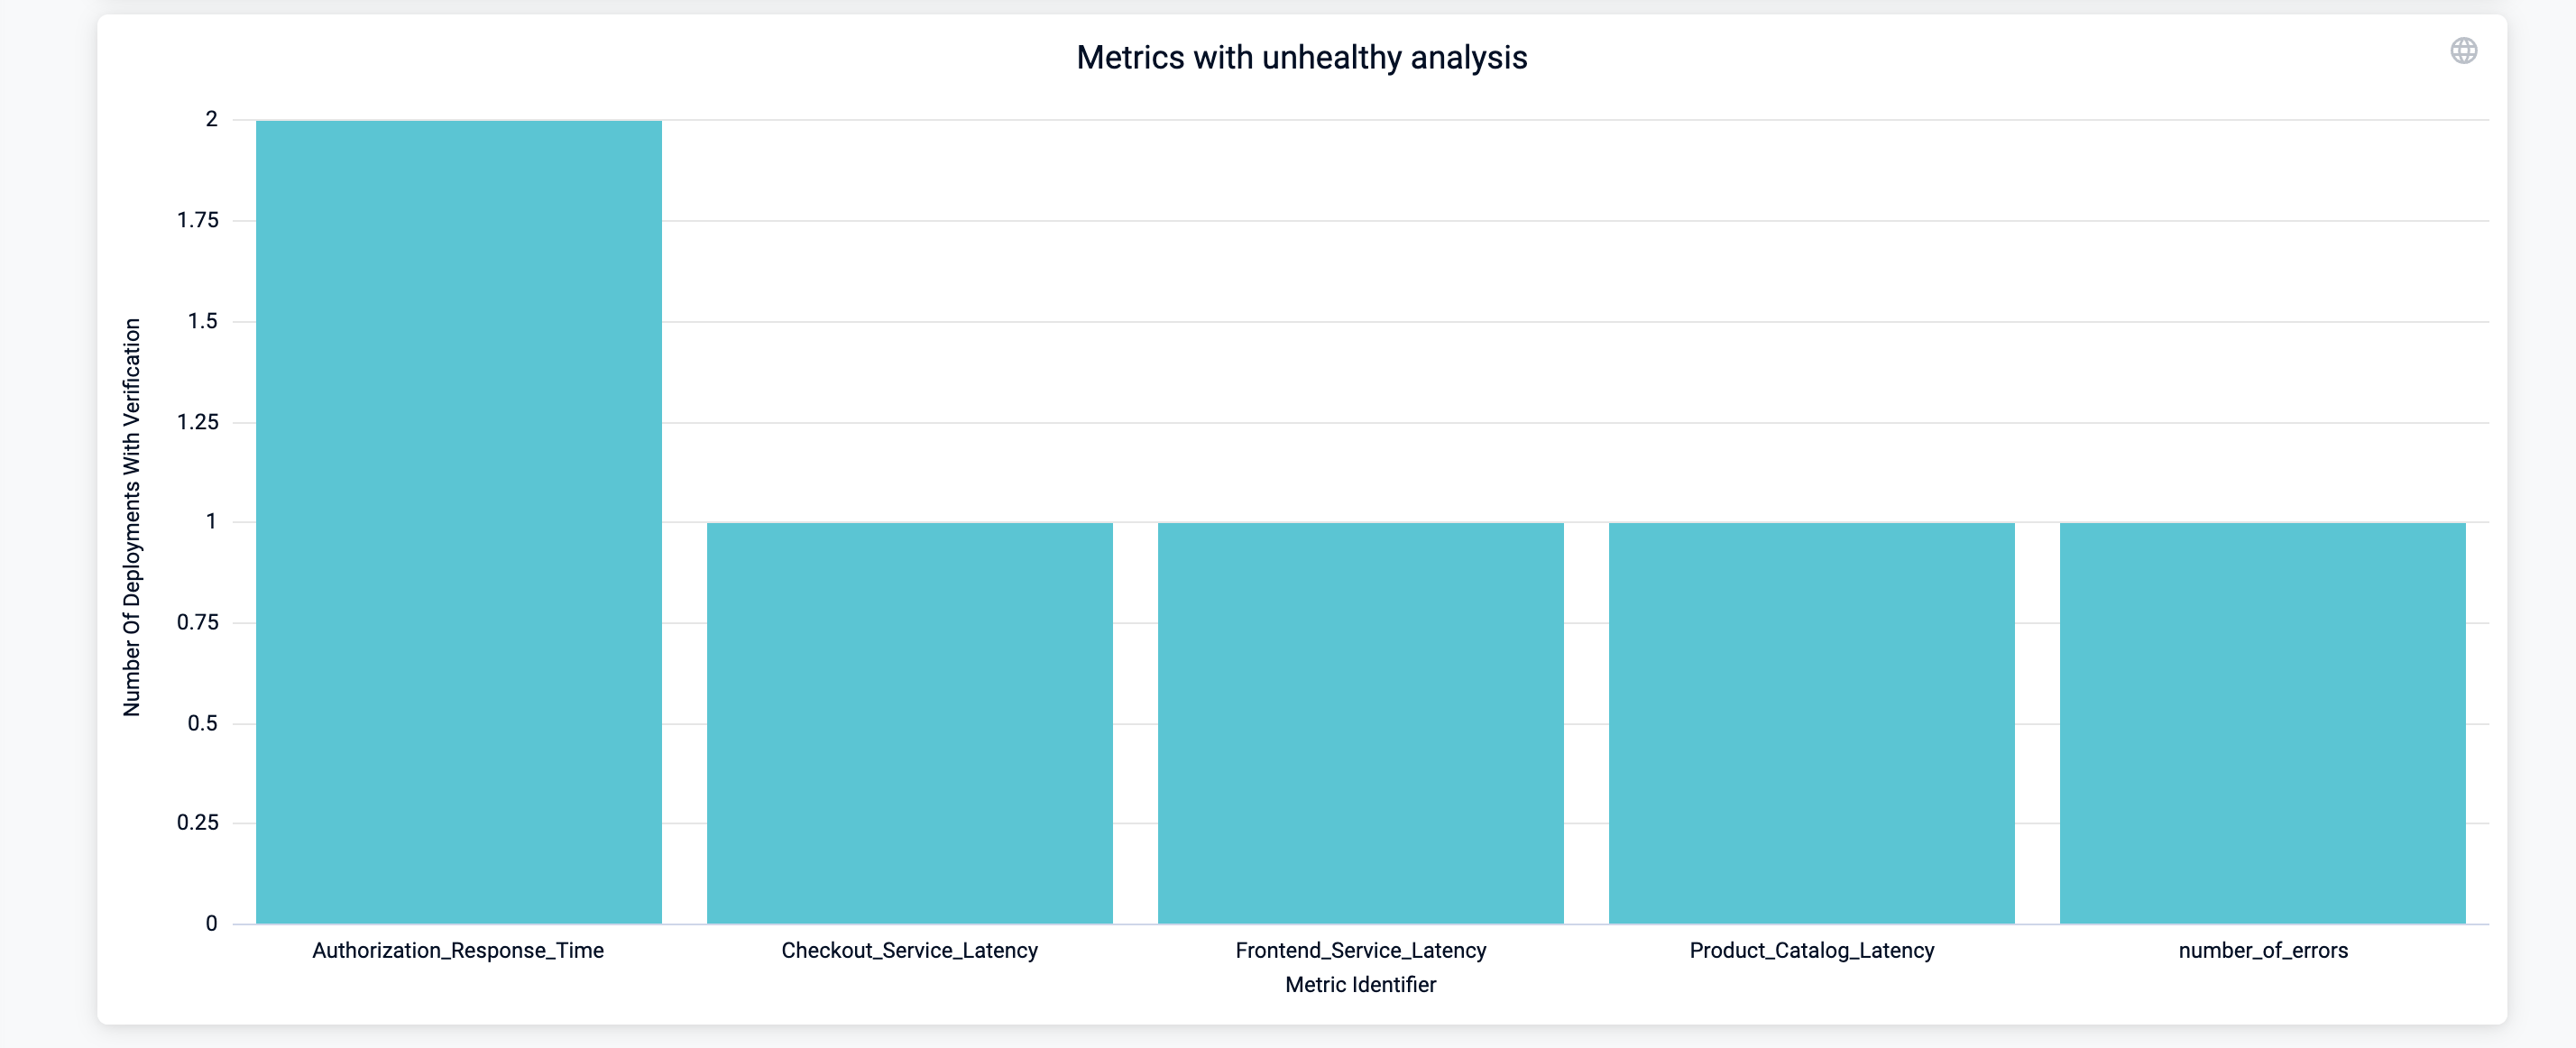 Metrics with unhealthy analysis
2
1.75
1.5
1.25
1
0.75
0.5
0.25
0
Number Of Deployments With Verification
Authorization_Response_Time
Checkout_Service_Latency
Frontend_Service_Latency
Product_Catalog_Latency
number_of_errors
Metric Identifier